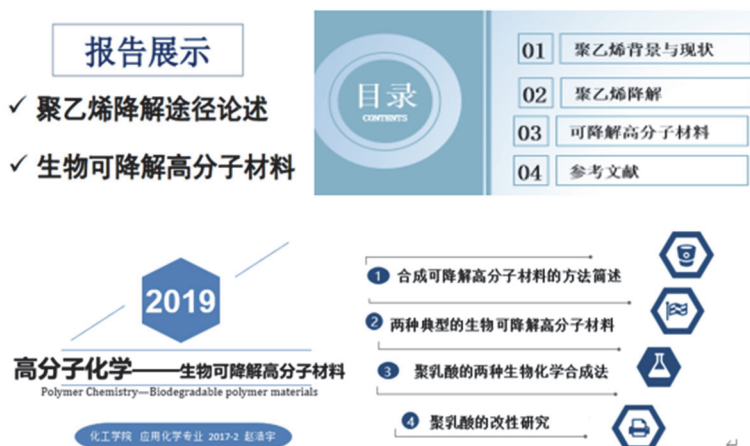 报告展示
✓ 聚乙烯降解途径论述
✓ 生物可降解高分子材料
目录
CONTENTS
01 聚乙烯背景与现状
02 聚乙烯降解
03 可降解高分子材料
04 参考文献
2019
高分子化学——生物可降解高分子材料
Polymer Chemistry—Biodegradable polymer materials
化工学院 应用化学专业 2017-2 赵浩宇
1 合成可降解高分子材料的方法简述
2 两种典型的生物可降解高分子材料
3 聚乳酸的两种生物化学合成法
4 聚乳酸的改性研究